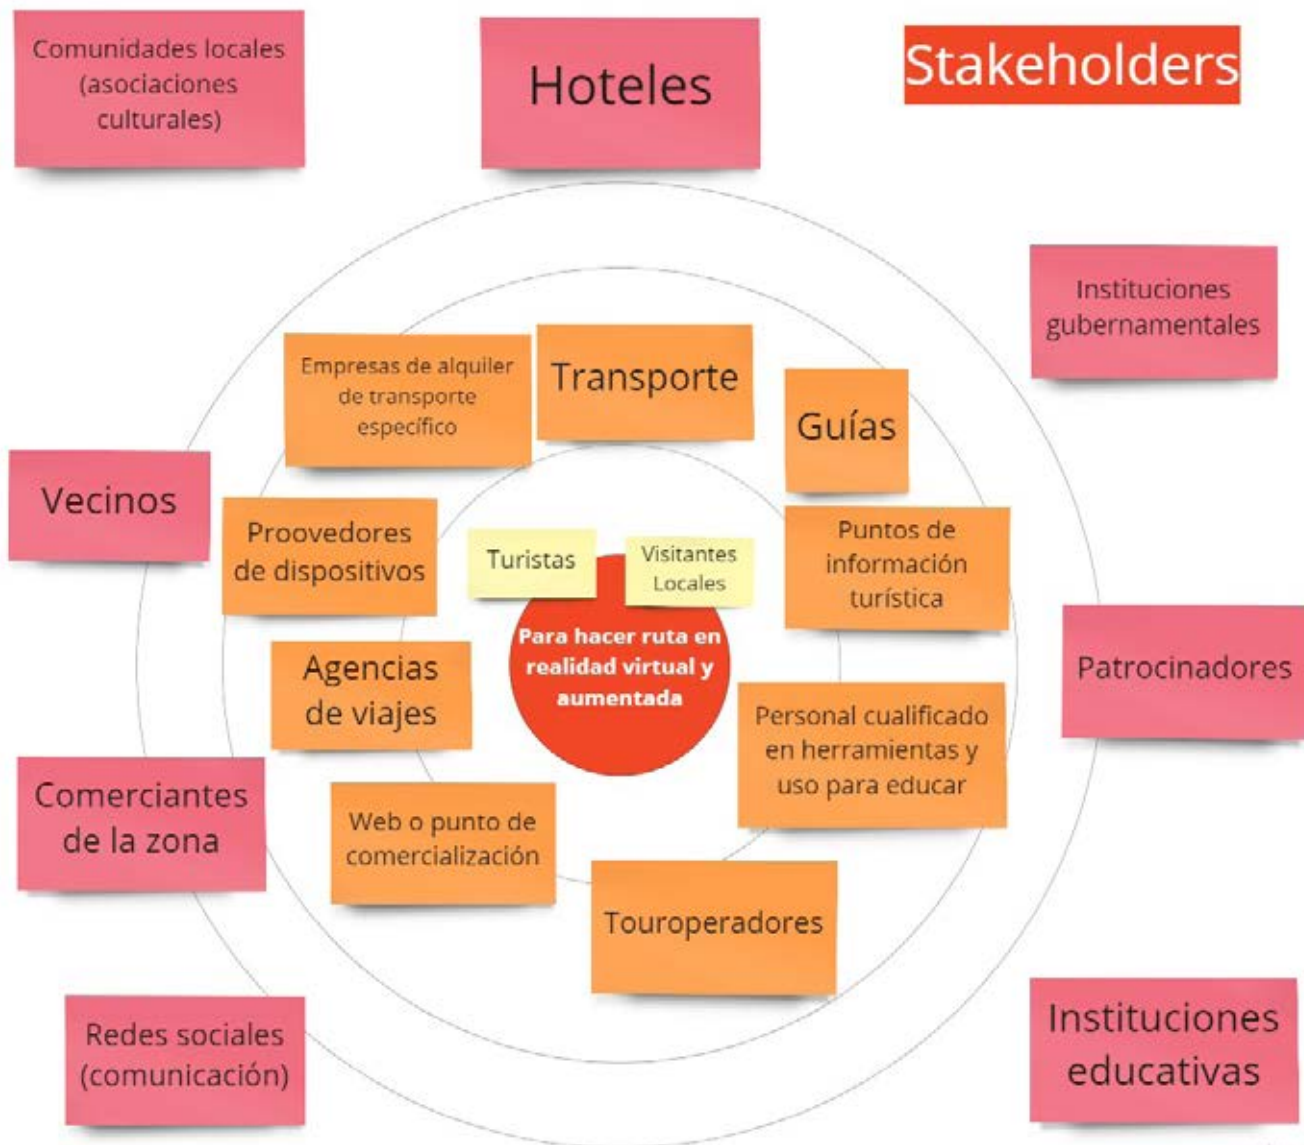 Comunidades locales
(asociaciones
culturales)
Hoteles
Stakeholders
Instituciones
gubernamentales
Empresas de alquiler
de transporte
específico
Transporte
Guías
Vecinos
Proovedores
de dispositivos
Turistas
Visitantes
Locales
Puntos de
información
turística
Para hacer ruta en
realidad virtual y
aumentada
Agencias
de viajes
Patrocinadores
Personal cualificado
en herramientas y
uso para educar
Comerciantes
de la zona
Web o punto de
comercialización
Touroperadores
Redes sociales
(comunicación)
Instituciones
educativas